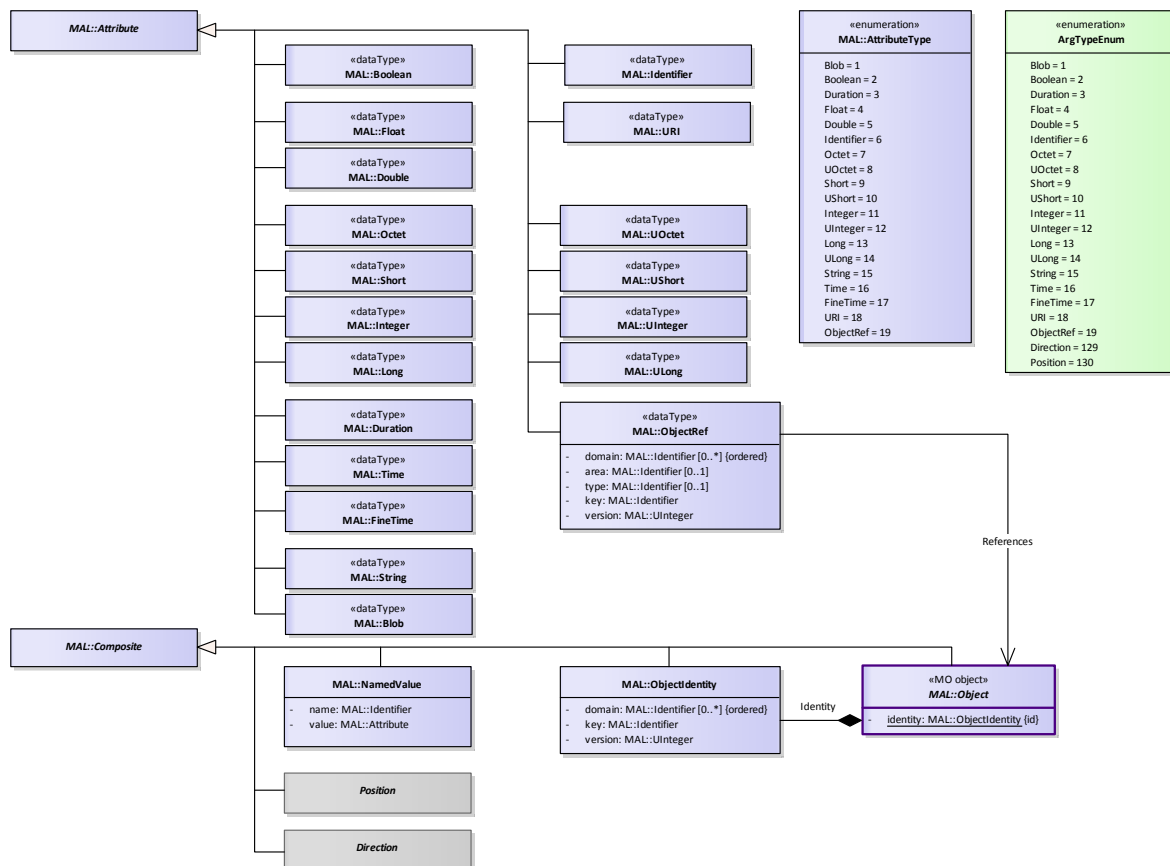 MAL::Attribute
«dataType»
MAL::Boolean
«dataType»
MAL::Float
«dataType»
MAL::Double
«dataType»
MAL::Octet
«dataType»
MAL::Short
«dataType»
MAL::Integer
«dataType»
MAL::Long
«dataType»
MAL::Duration
«dataType»
MAL::Time
«dataType»
MAL::FineTime
«dataType»
MAL::String
«dataType»
MAL::Blob
«dataType»
MAL::Identifier
«dataType»
MAL::URI
«dataType»
MAL::UOctet
«dataType»
MAL::UShort
«dataType»
MAL::UInteger
«dataType»
MAL::ULong
«dataType»
MAL::ObjectRef
- domain: MAL::Identifier [0..*] {ordered}
- area: MAL::Identifier [0..1]
- type: MAL::Identifier [0..1]
- key: MAL::Identifier
- version: MAL::UInteger
«enumeration»
MAL::AttributeType
Blob = 1
Boolean = 2
Duration = 3
Float = 4
Double = 5
Identifier = 6
Octet = 7
UOctet = 8
Short = 9
UShort = 10
Integer = 11
UInteger = 12
Long = 13
ULong = 14
String = 15
Time = 16
FineTime = 17
URI = 18
ObjectRef = 19
«enumeration»
ArgTypeEnum
Blob = 1
Boolean = 2
Duration = 3
Float = 4
Double = 5
Identifier = 6
Octet = 7
UOctet = 8
Short = 9
UShort = 10
Integer = 11
UInteger = 12
Long = 13
ULong = 14
String = 15
Time = 16
FineTime = 17
URI = 18
ObjectRef = 19
Direction = 129
Position = 130
References
MAL::Composite
MAL::NamedValue
- name: MAL::Identifier
- value: MAL::Attribute
MAL::ObjectIdentity
- domain: MAL::Identifier [0..*] {ordered}
- key: MAL::Identifier
- version: MAL::UInteger
Identity
«MO object»
MAL::Object
- identity: MAL::ObjectIdentity {id}
Position
Direction